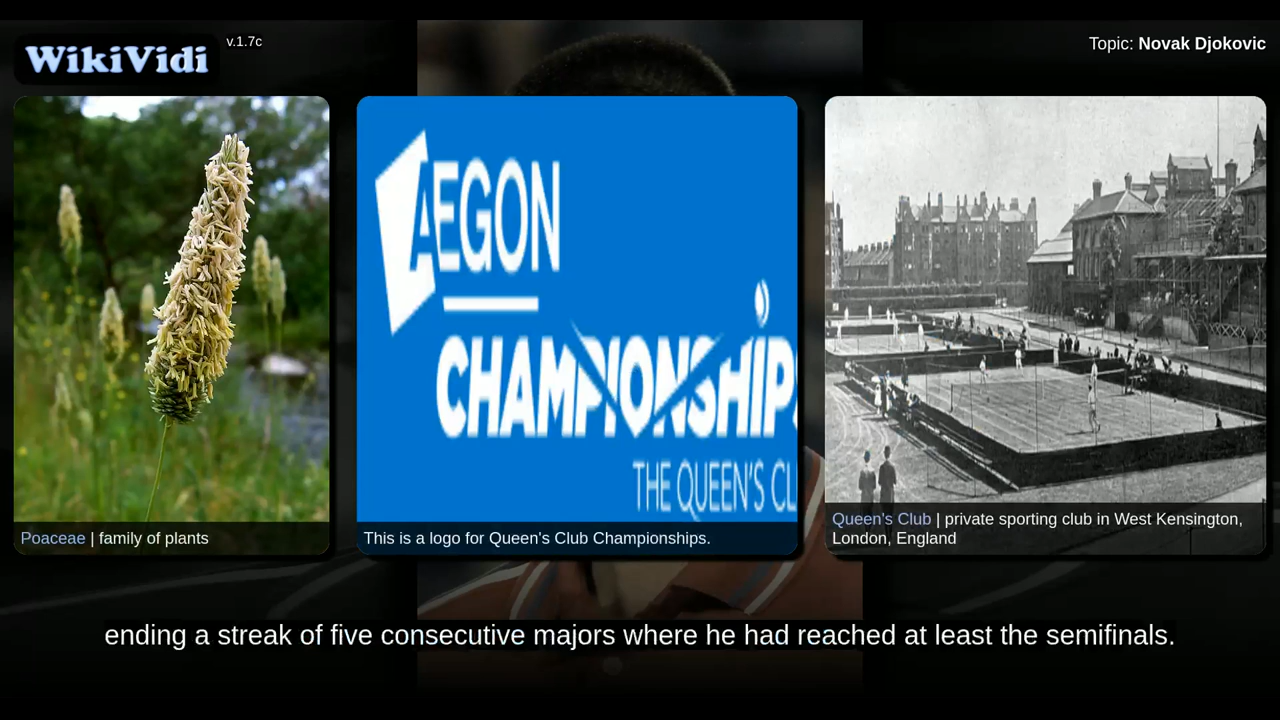 WikiVidi
v.1.7c
Topic: Novak Djokovic
AEGON
CHAMPIONSHIPS
THE QUEEN'S CL
Poaceae | family of plants
This is a logo for Queen's Club Championships.
Queen's Club | private sporting club in West Kensington,
London, England
ending a streak of five consecutive majors where he had reached at least the semifinals.